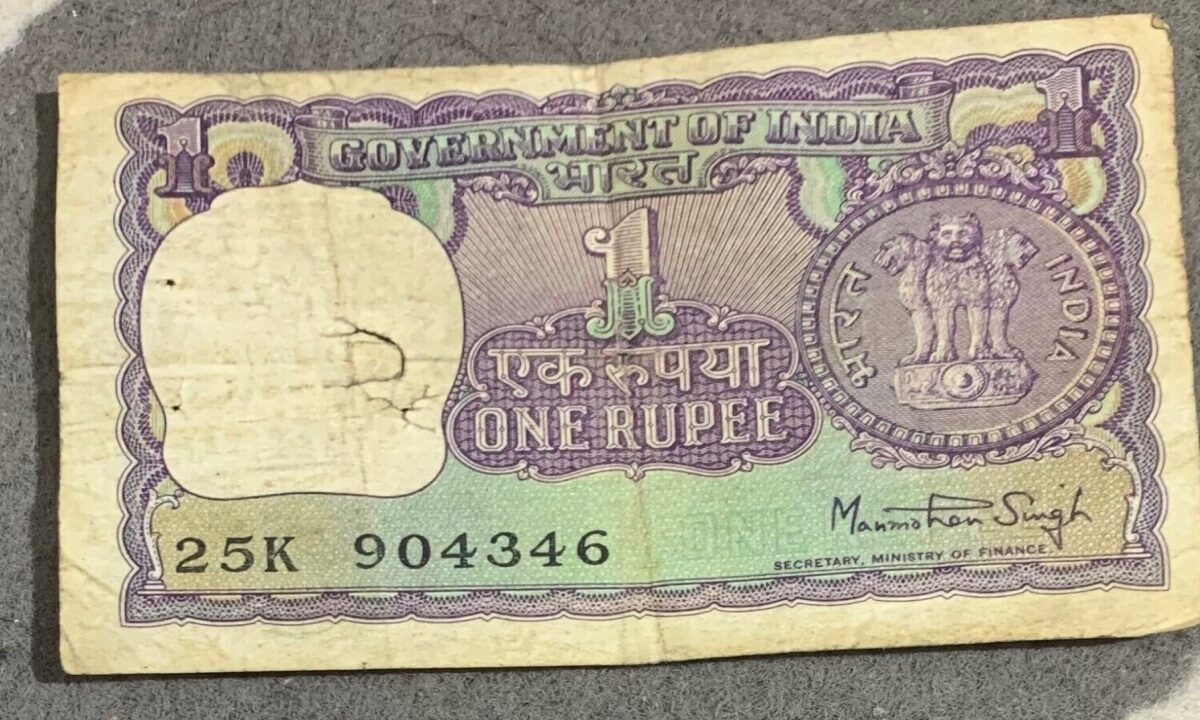 1 1
GOVERNMENT OF INDIA
भारत
1
एक रुपया
ONE RUPEE
भारत INDIA
25K 904346
Manmohan Singh
SECRETARY, MINISTRY OF FINANCE